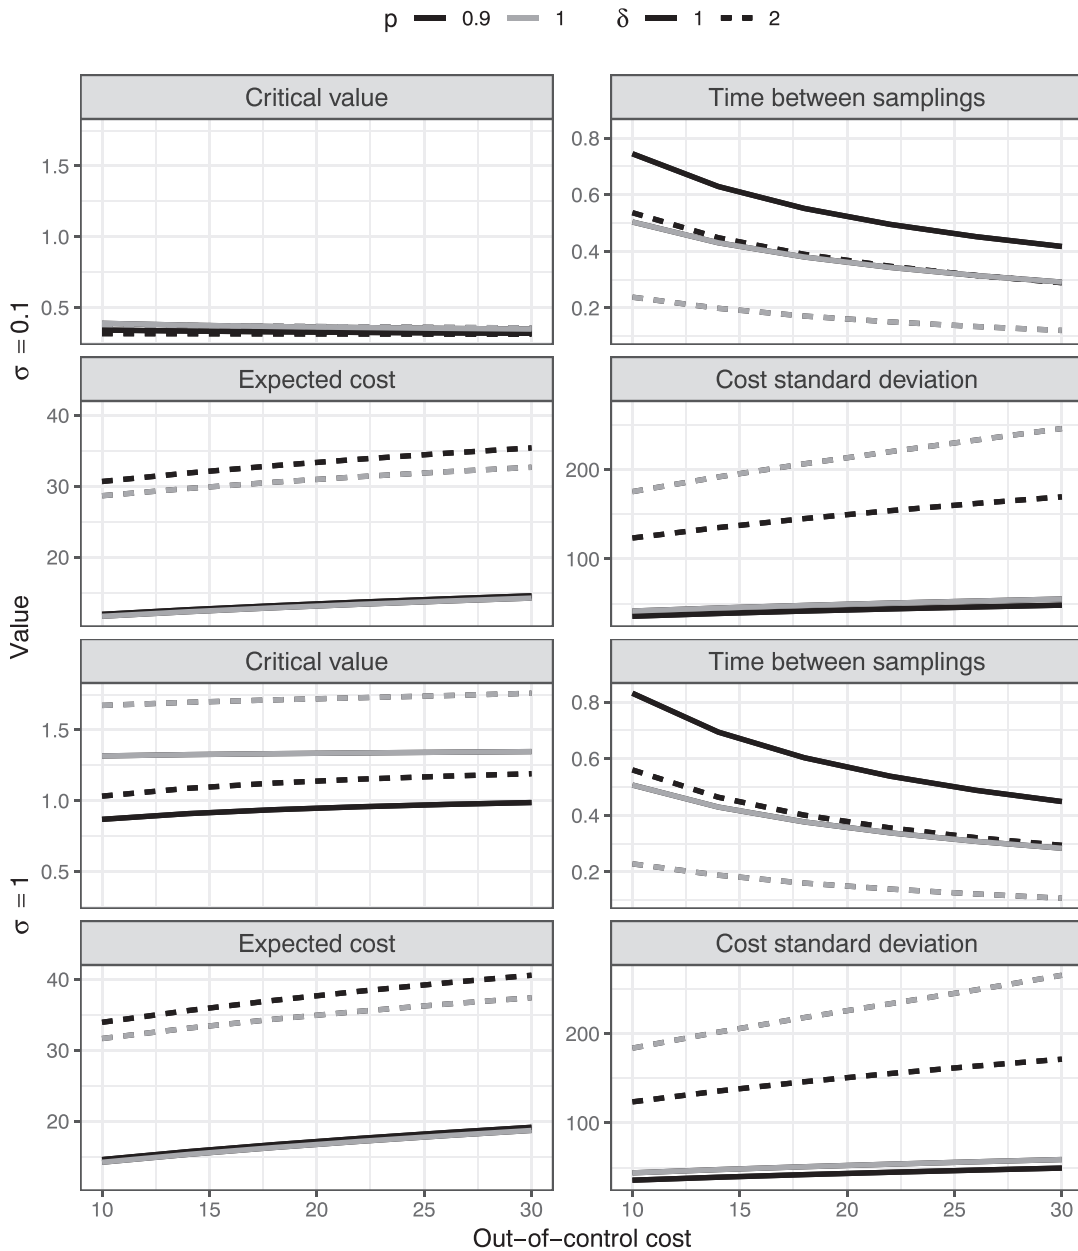 p 0.9 1 δ 1 2
Critical value
Time between samplings
1.5
1.0
0.5
0.8
0.6
0.4
0.2
σ = 0.1
Expected cost
Cost standard deviation
40
30
20
200
100
Value
Critical value
Time between samplings
1.5
1.0
0.5
0.8
0.6
0.4
0.2
σ = 1
Expected cost
Cost standard deviation
40
30
20
200
100
10 15 20 25 30
10 15 20 25 30
Out−of−control cost